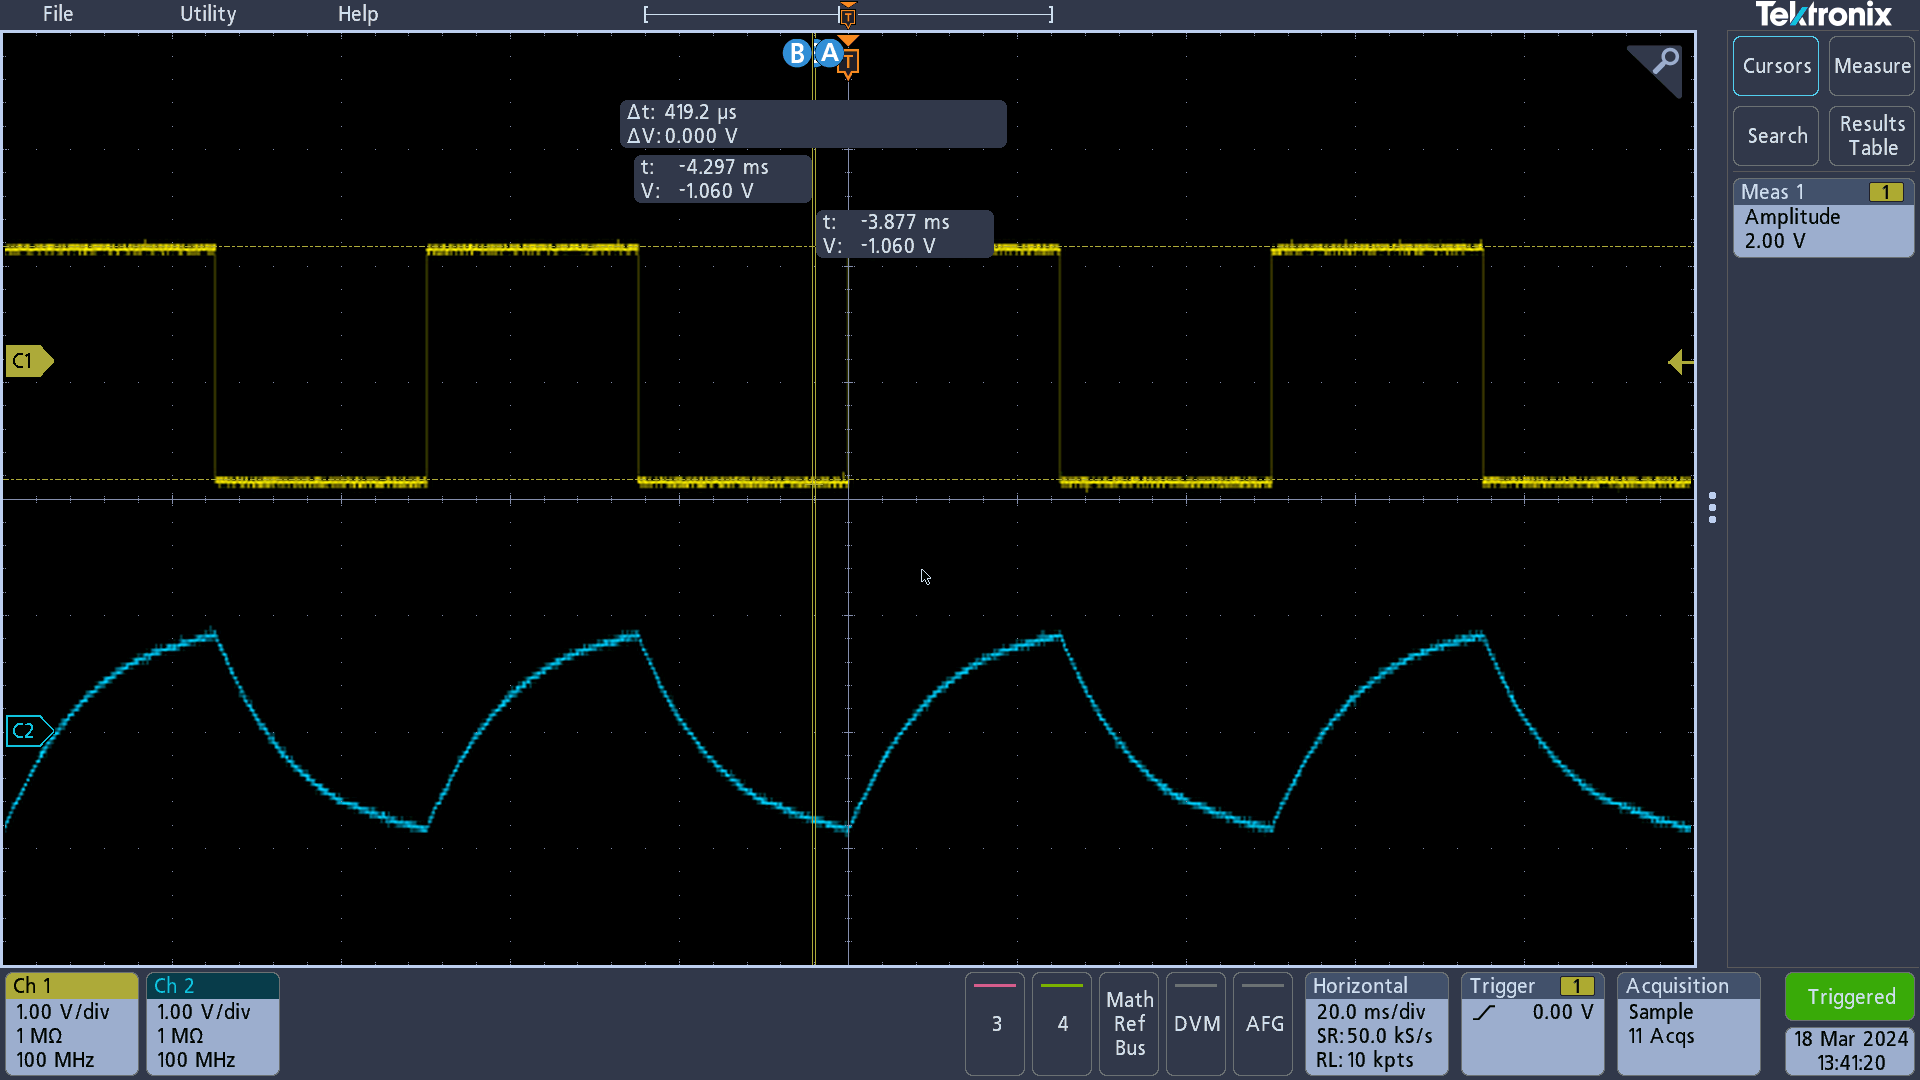 File Utility Help
T
Tektronix
B A T
Cursors Measure
Search Results Table
Δt: 419.2 µs
ΔV: 0.000 V
t: -4.297 ms
V: -1.060 V
t: -3.877 ms
V: -1.060 V
Meas 1 1
Amplitude
2.00 V
C1
C2
Ch 1
1.00 V/div
1 MΩ
100 MHz
Ch 2
1.00 V/div
1 MΩ
100 MHz
3
4
Math
Ref
Bus
DVM
AFG
Horizontal
20.0 ms/div
SR: 50.0 kS/s
RL: 10 kpts
Trigger 1
0.00 V
Acquisition
Sample
11 Acqs
Triggered
18 Mar 2024
13:41:20